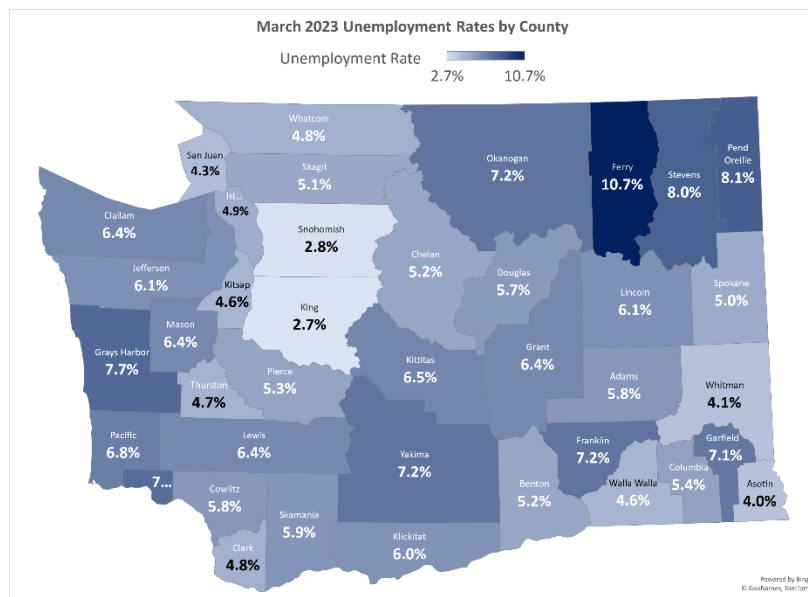 March 2023 Unemployment Rates by County
Unemployment Rate
2.7% 10.7%
Whatcom
4.8%
San Juan
4.3%
Skagit
5.1%
Isl...
4.9%
Okanogan
7.2%
Ferry
10.7%
Stevens
8.0%
Pend
Oreille
8.1%
Clallam
6.4%
Snohomish
2.8%
Chelan
5.2%
Douglas
5.7%
Jefferson
6.1%
Kitsap
4.6%
King
2.7%
Lincoln
6.1%
Spokane
5.0%
Mason
6.4%
Grays Harbor
7.7%
Kittitas
6.5%
Grant
6.4%
Pierce
5.3%
Thurston
4.7%
Adams
5.8%
Whitman
4.1%
Pacific
6.8%
Lewis
6.4%
Yakima
7.2%
Franklin
7.2%
Garfield
7.1%
7...
Cowlitz
5.8%
Skamania
5.9%
Benton
5.2%
Walla Walla
4.6%
Columbia
5.4%
Asotin
4.0%
Clark
4.8%
Klickitat
6.0%
Powered by Bing
© GeoNames, TomTom